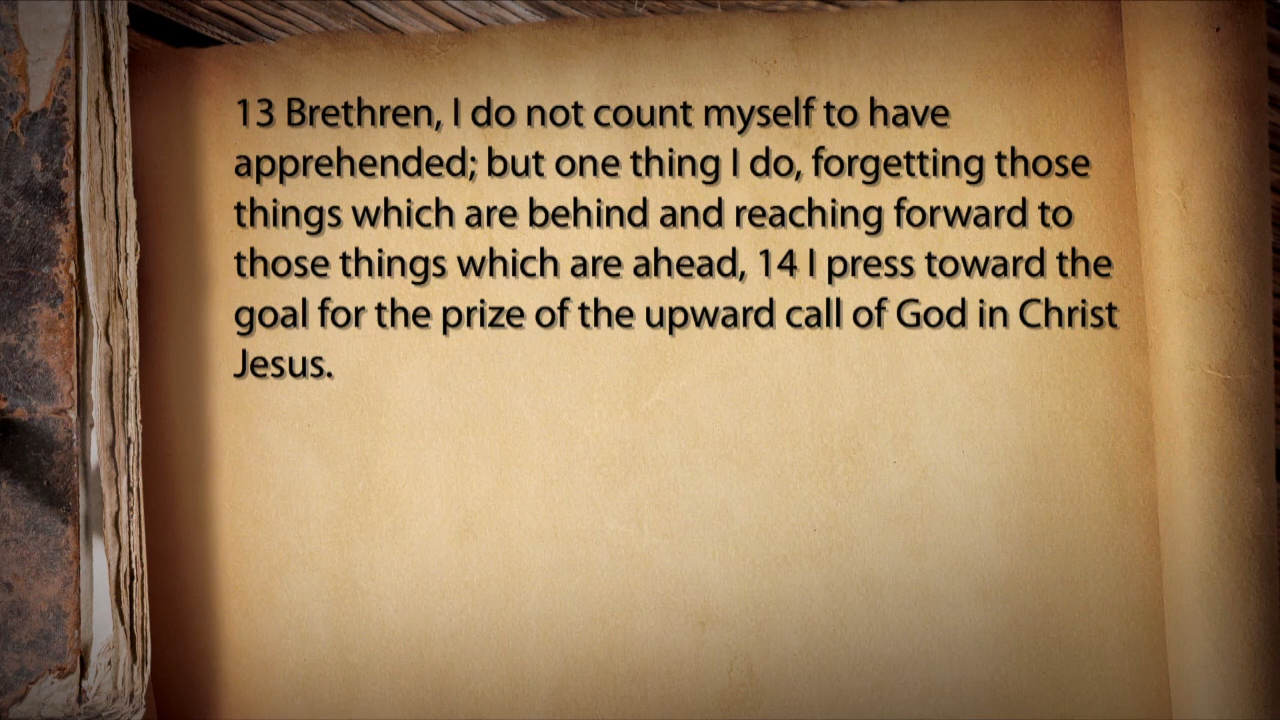 13 Brethren, I do not count myself to have
apprehended; but one thing I do, forgetting those
things which are behind and reaching forward to
those things which are ahead, 14 I press toward the
goal for the prize of the upward call of God in Christ
Jesus.